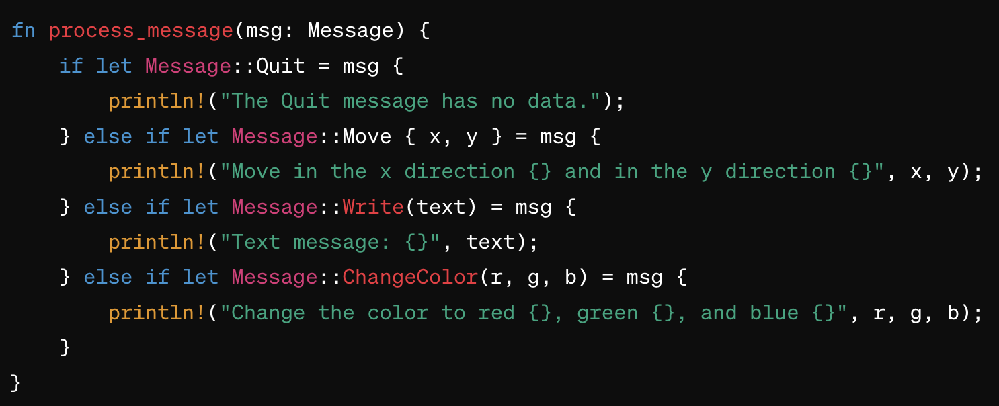 fn process_message(msg: Message) {
    if let Message::Quit = msg {
        println!("The Quit message has no data.");
    } else if let Message::Move { x, y } = msg {
        println!("Move in the x direction {} and in the y direction {}", x, y);
    } else if let Message::Write(text) = msg {
        println!("Text message: {}", text);
    } else if let Message::ChangeColor(r, g, b) = msg {
        println!("Change the color to red {}, green {}, and blue {}", r, g, b);
    }
}